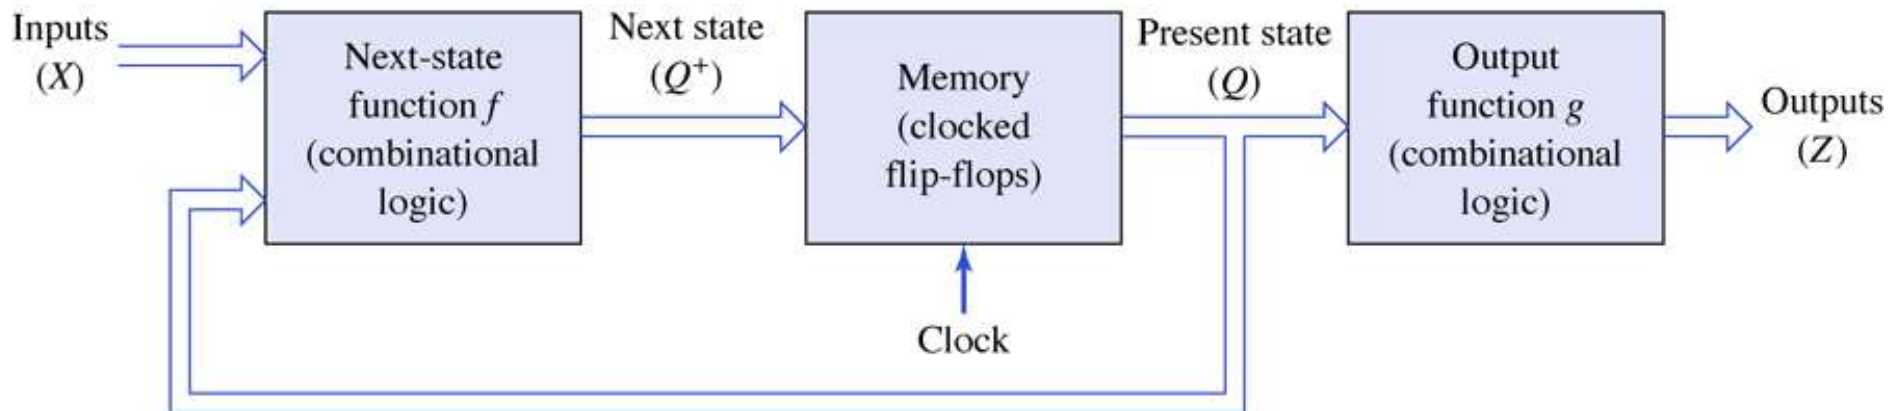 Inputs
(X)
Next-state
function f
(combinational
logic)
Next state
(Q⁺)
Memory
(clocked
flip-flops)
Clock
Present state
(Q)
Output
function g
(combinational
logic)
Outputs
(Z)